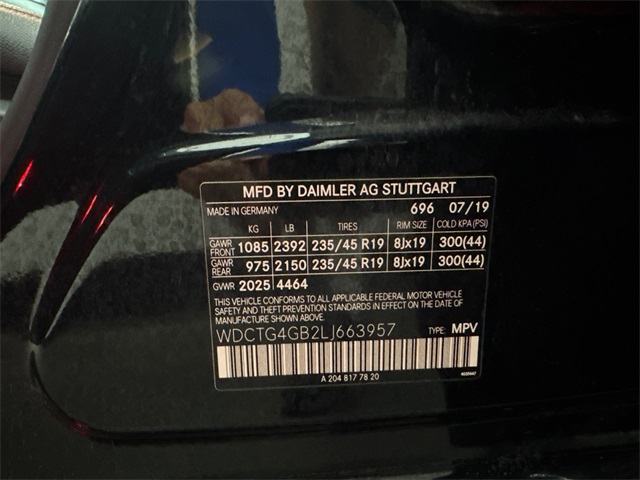 MFD BY DAIMLER AG STUTTGART
MADE IN GERMANY 696 07/19
KG LB TIRES RIM SIZE COLD KPA(PSI)
GAWR FRONT 1085 2392 235/45 R19 8Jx19 300(44)
GAWR REAR 975 2150 235/45 R19 8Jx19 300(44)
GVWR 2025 4464
THIS VEHICLE CONFORMS TO ALL APPLICABLE FEDERAL MOTOR VEHICLE
SAFETY AND THEFT PREVENTION STANDARDS IN EFFECT ON THE DATE OF
MANUFACTURE SHOWN ABOVE.
WDCTG4GB2LJ663957 TYPE: MPV
A 204 817 78 20